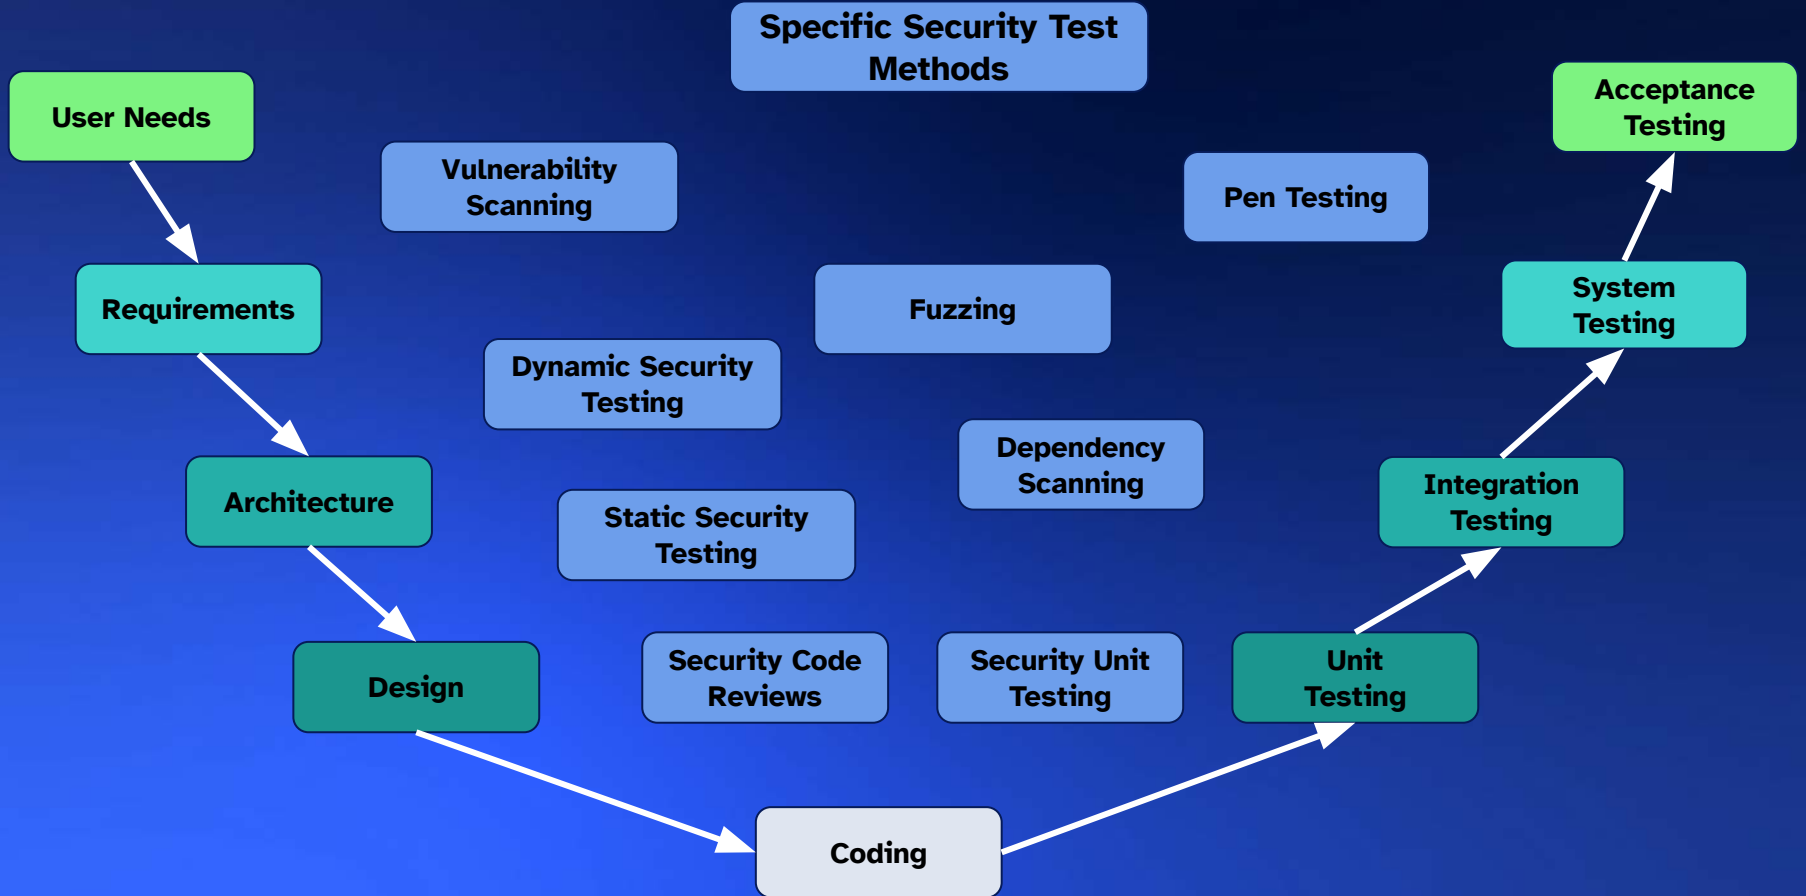 Specific Security Test
Methods
User Needs
Acceptance
Testing
Vulnerability
Scanning
Pen Testing
Requirements
Fuzzing
System
Testing
Dynamic Security
Testing
Dependency
Scanning
Architecture
Static Security
Testing
Integration
Testing
Design
Security Code
Reviews
Security Unit
Testing
Unit
Testing
Coding